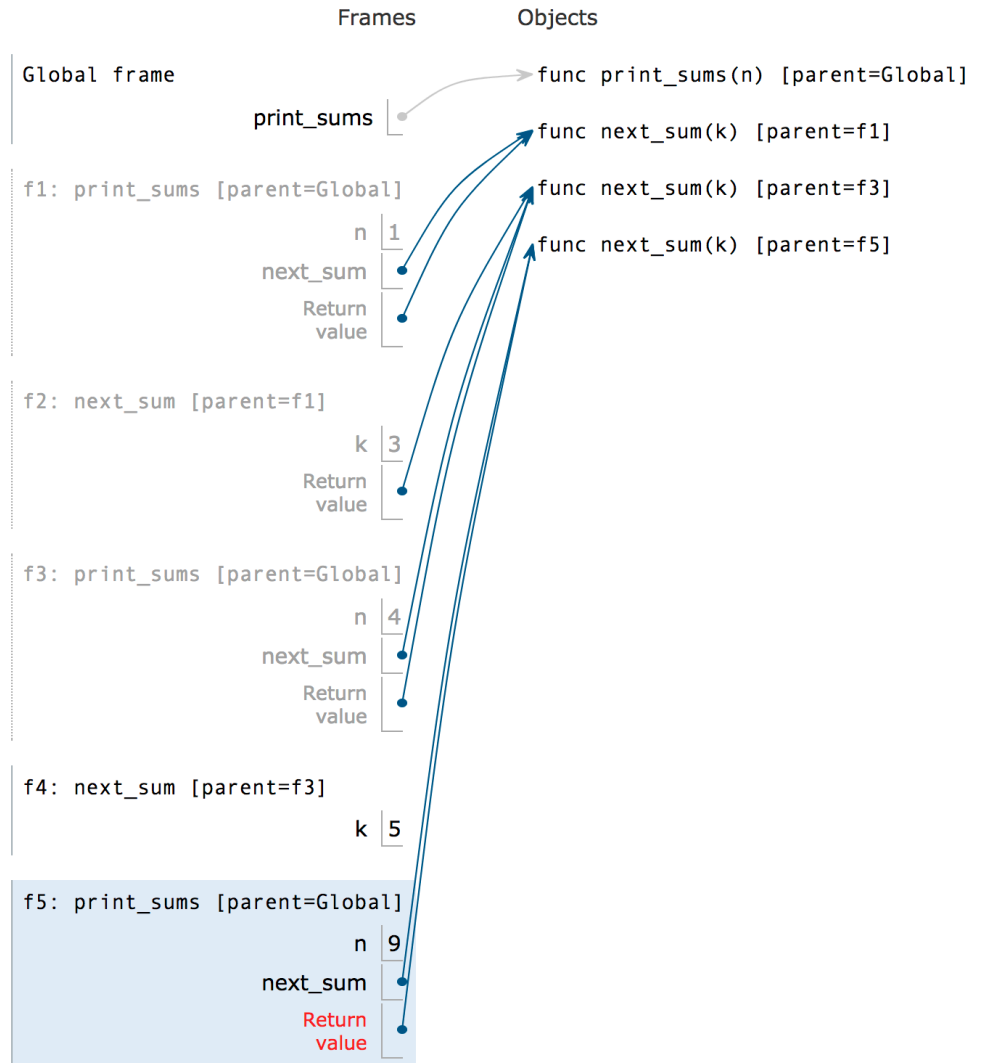 Frames Objects
Global frame
func print_sums(n) [parent=Global]
print_sums
func next_sum(k) [parent=f1]
func next_sum(k) [parent=f3]
func next_sum(k) [parent=f5]
f1: print_sums [parent=Global]
n 1
next_sum
Return
value
f2: next_sum [parent=f1]
k 3
Return
value
f3: print_sums [parent=Global]
n 4
next_sum
Return
value
f4: next_sum [parent=f3]
k 5
f5: print_sums [parent=Global]
n 9
next_sum
Return
value